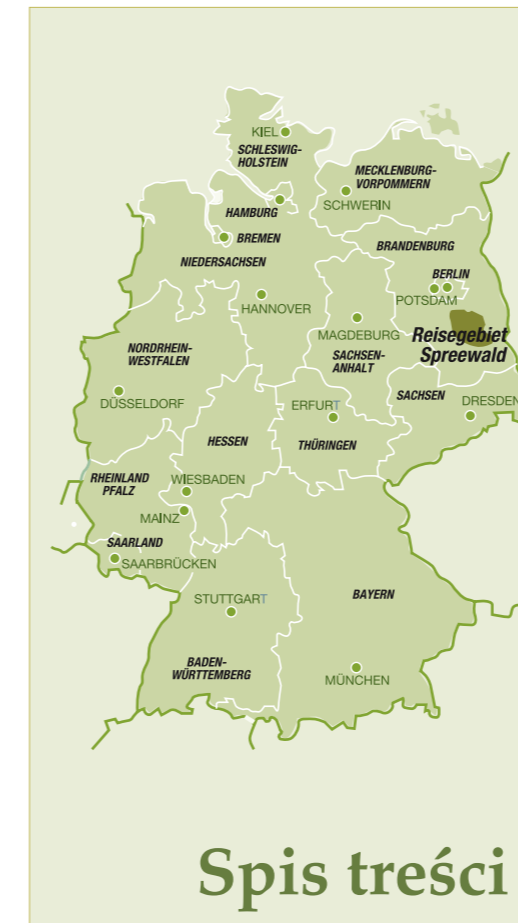 KIEL
SCHLESWIG-
HOLSTEIN
MECKLENBURG-
VORPOMMERN
SCHWERIN
HAMBURG
BREMEN
NIEDERSACHSEN
BRANDENBURG
BERLIN
POTSDAM
HANNOVER
MAGDEBURG
Reisegebiet
Spreewald
SACHSEN-
ANHALT
NORDRHEIN-
WESTFALEN
DÜSSELDORF
SACHSEN
DRESDEN
ERFURT
HESSEN
THÜRINGEN
RHEINLAND
PFALZ
WIESBADEN
MAINZ
SAARLAND
SAARBRÜCKEN
STUTTGART
BAYERN
BADEN-
WÜRTTEMBERG
MÜNCHEN
Spis treści